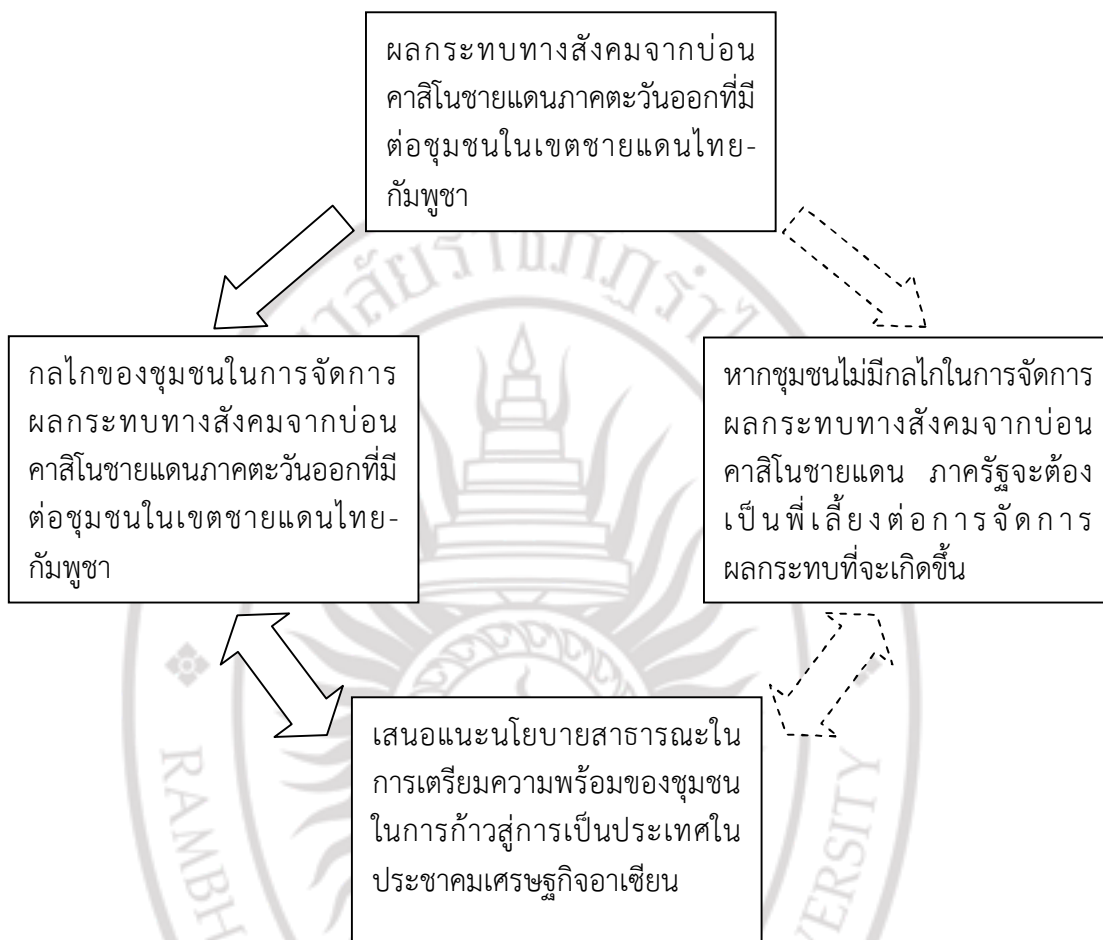 ผลกระทบทางสังคมจากบ่อน
คาสิโนชายแดนภาคตะวันออกที่มี
ต่อชุมชนในเขตชายแดนไทย-
กัมพูชา
กลไกของชุมชนในการจัดการ
ผลกระทบทางสังคมจากบ่อน
คาสิโนชายแดนภาคตะวันออกที่มี
ต่อชุมชนในเขตชายแดนไทย-
กัมพูชา
หากชุมชนไม่มีกลไกในการจัดการ
ผลกระทบทางสังคมจากบ่อน
คาสิโนชายแดน ภาครัฐจะต้อง
เป็นพี่เลี้ยงต่อการจัดการ
ผลกระทบที่จะเกิดขึ้น
เสนอแนะนโยบายสาธารณะใน
การเตรียมความพร้อมของชุมชน
ในการก้าวสู่การเป็นประเทศใน
ประชาคมเศรษฐกิจอาเซียน